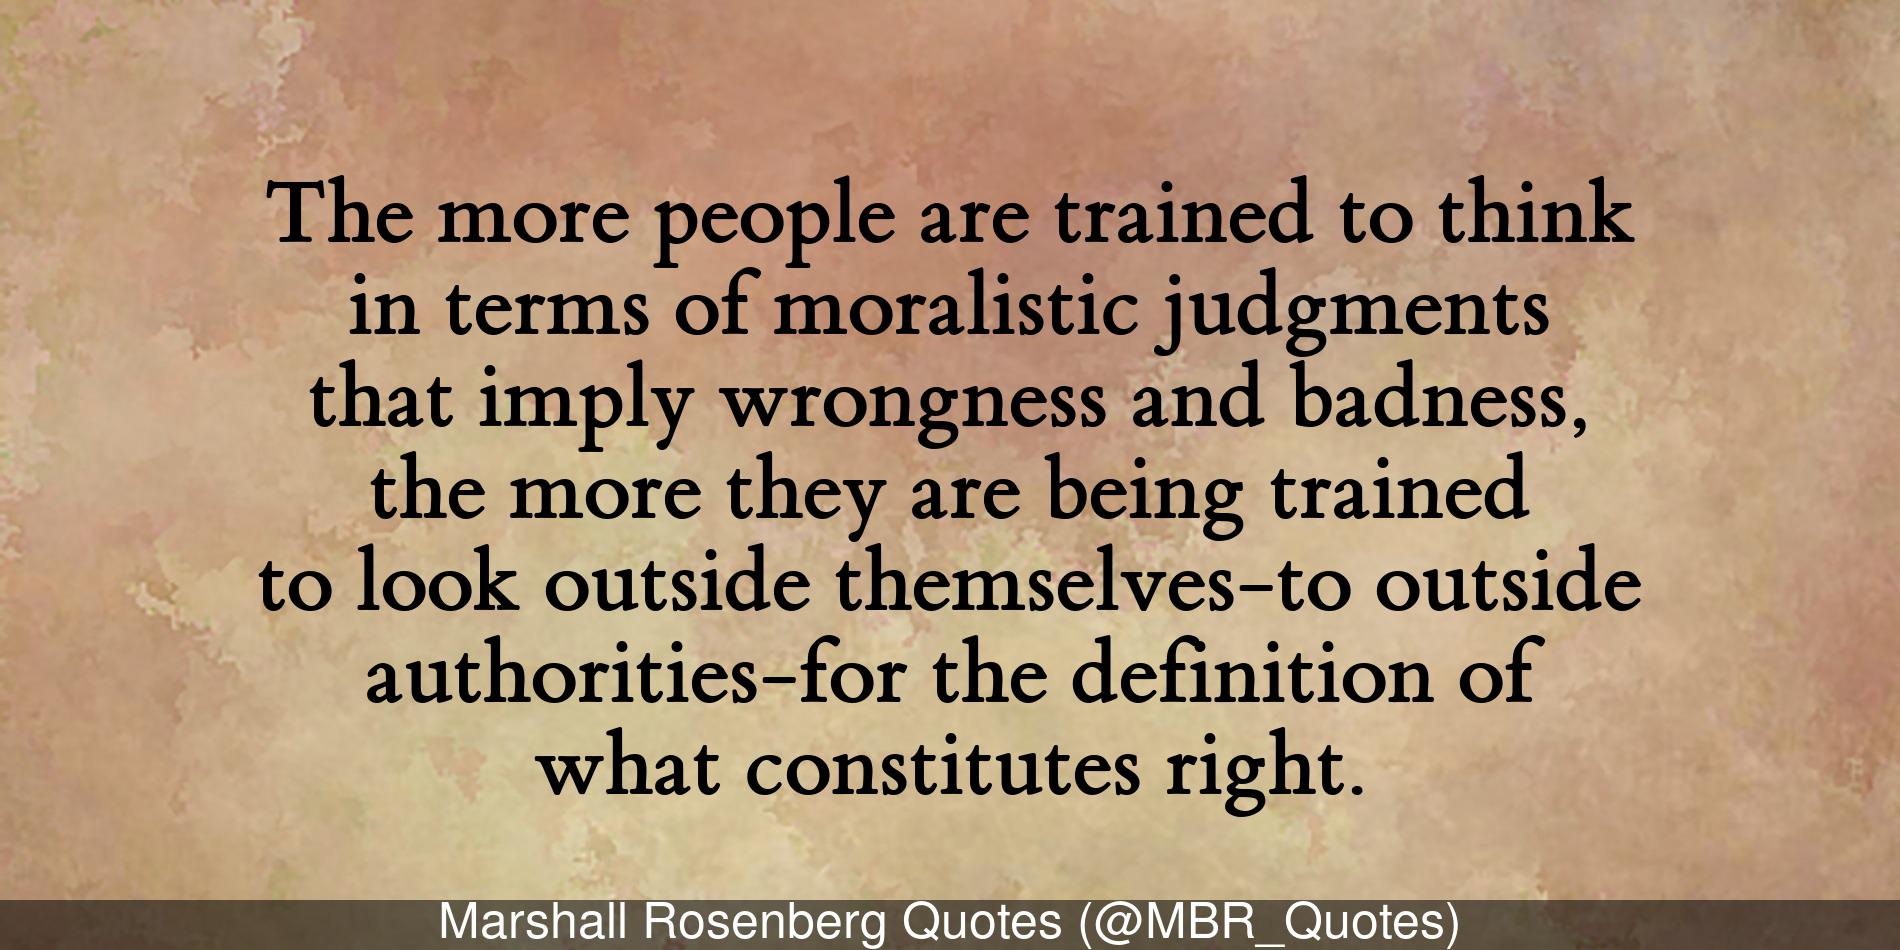 The more people are trained to think
in terms of moralistic judgments
that imply wrongness and badness,
the more they are being trained
to look outside themselves–to outside
authorities–for the definition of
what constitutes right.
Marshall Rosenberg Quotes (@MBR_Quotes)